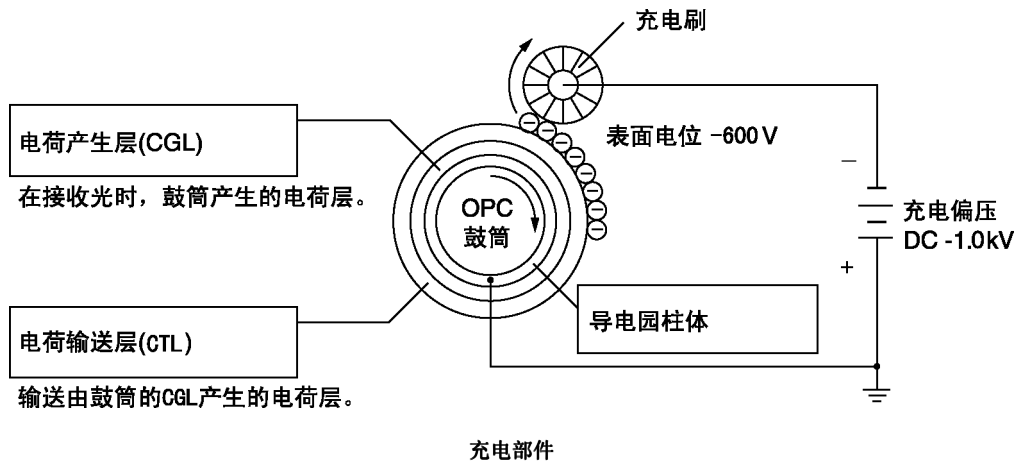 充电刷
电荷产生层(CGL)
在接收光时，鼓筒产生的电荷层。
表面电位 -600V
OPC
鼓筒
充电偏压
DC -1.0kV
导电园柱体
电荷输送层(CTL)
输送由鼓筒的CGL产生的电荷层。
充电部件